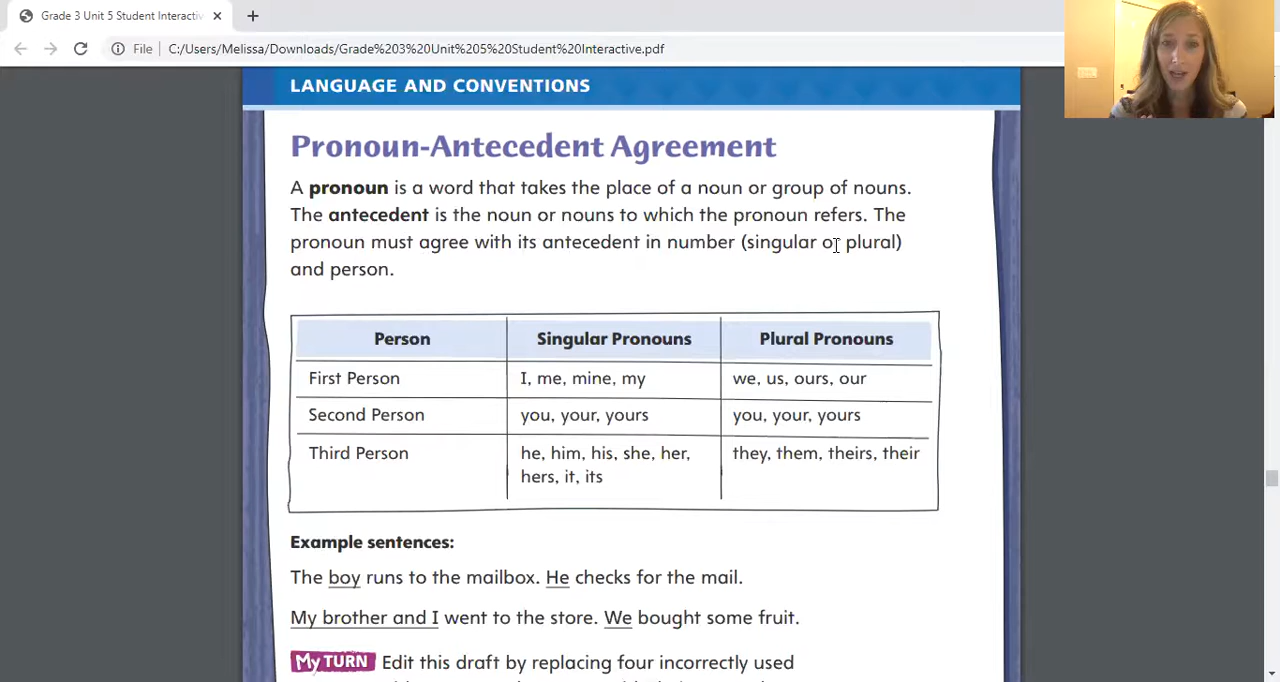 Grade 3 Unit 5 Student Interactiv
File
C:/Users/Melissa/Downloads/Grade%203%20Unit%205%20Student%20Interactive.pdf
LANGUAGE AND CONVENTIONS
Pronoun-Antecedent Agreement
A pronoun is a word that takes the place of a noun or group of nouns.
The antecedent is the noun or nouns to which the pronoun refers. The
pronoun must agree with its antecedent in number (singular or plural)
and person.
Person Singular Pronouns Plural Pronouns
First Person I, me, mine, my we, us, ours, our
Second Person you, your, yours you, your, yours
Third Person he, him, his, she, her, they, them, theirs, their
hers, it, its
Example sentences:
The boy runs to the mailbox. He checks for the mail.
My brother and I went to the store. We bought some fruit.
My TURN Edit this draft by replacing four incorrectly used